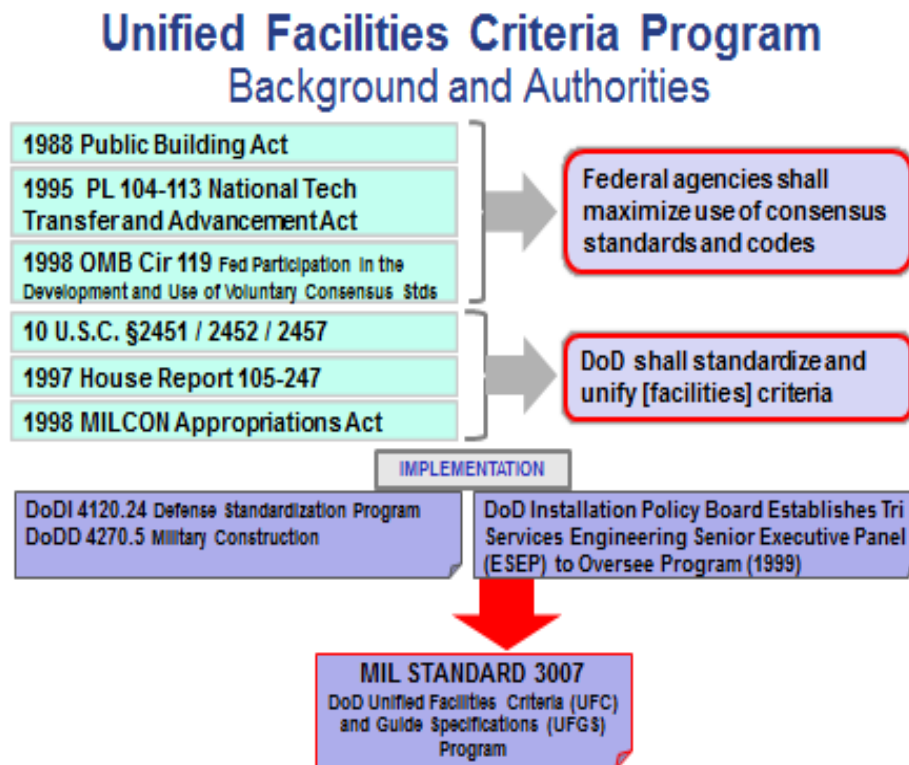 Unified Facilities Criteria Program
Background and Authorities
1988 Public Building Act
1995 PL 104-113 National Tech
Transfer and Advancement Act
1998 OMB Cir 119 Fed Participation in the
Development and Use of Voluntary Consensus Stds
Federal agencies shall
maximize use of consensus
standards and codes
10 U.S.C. §2451 / 2452 / 2457
1997 House Report 105-247
1998 MILCON Appropriations Act
DoD shall standardize and
unify [facilities] criteria
IMPLEMENTATION
DoDI 4120.24 Defense Standardization Program
DoDD 4270.5 Military Construction
DoD Installation Policy Board Establishes Tri
Services Engineering Senior Executive Panel
(ESEP) to Oversee Program (1999)
MIL STANDARD 3007
DoD Unified Facilities Criteria (UFC)
and Guide Specifications (UFGS)
Program